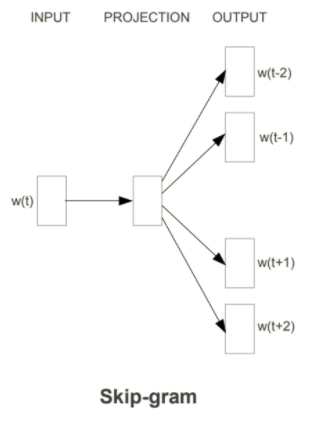 INPUT PROJECTION OUTPUT
w(t-2)
w(t-1)
w(t)
w(t+1)
w(t+2)
Skip-gram